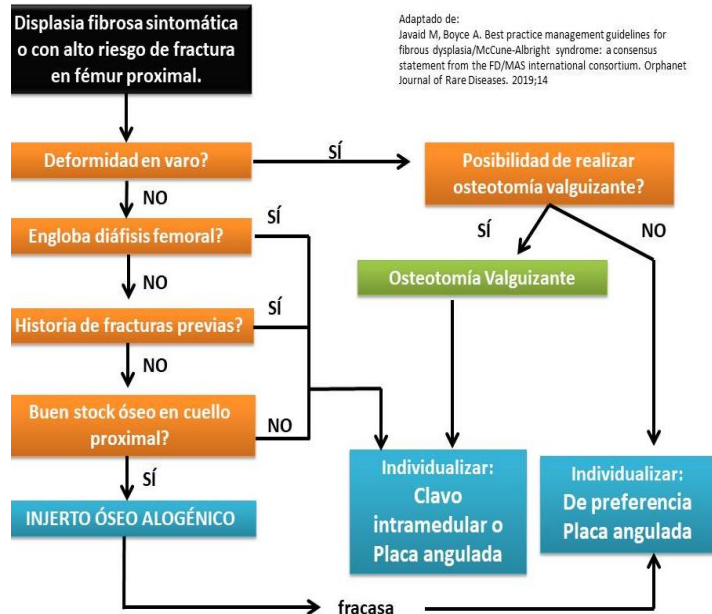 Displasia fibrosa sintomática
o con alto riesgo de fractura
en fémur proximal.
Adaptado de:
Javaid M, Boyce A. Best practice management guidelines for
fibrous dysplasia/McCune-Albright syndrome: a consensus
statement from the FD/MAS international consortium. Orphanet
Journal of Rare Diseases. 2019;14
Deformidad en varo?
SÍ
Posibilidad de realizar
osteotomía valguizante?
NO
SÍ
Engloba diáfisis femoral?
SÍ
NO
Osteotomía Valguizante
NO
Historia de fracturas previas?
SÍ
NO
Buen stock óseo en cuello
proximal?
NO
SÍ
Individualizar:
Clavo
intramedular o
Placa angulada
Individualizar:
De preferencia
Placa angulada
INJERTO ÓSEO ALOGÉNICO
fracasa